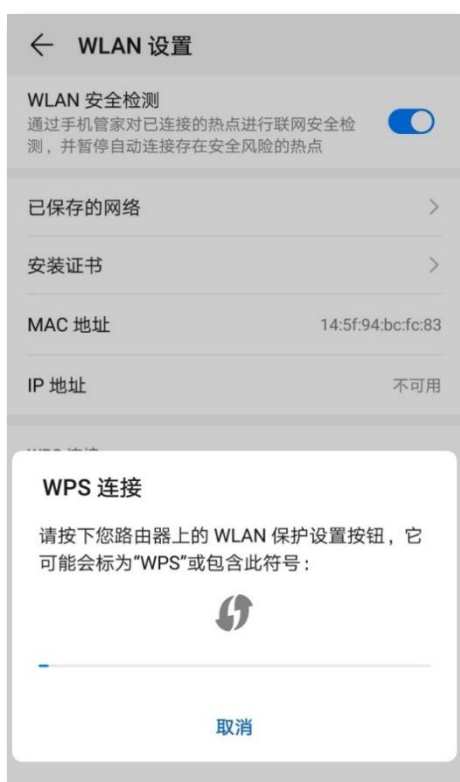 WLAN 设置
WLAN 安全检测
通过手机管家对已连接的热点进行联网安全检
测，并暂停自动连接存在安全风险的热点
已保存的网络
安装证书
MAC 地址 14:5f:94:bc:fc:83
IP 地址 不可用
WPS 连接
请按下您路由器上的 WLAN 保护设置按钮，它
可能会标为“WPS”或包含此符号：
取消